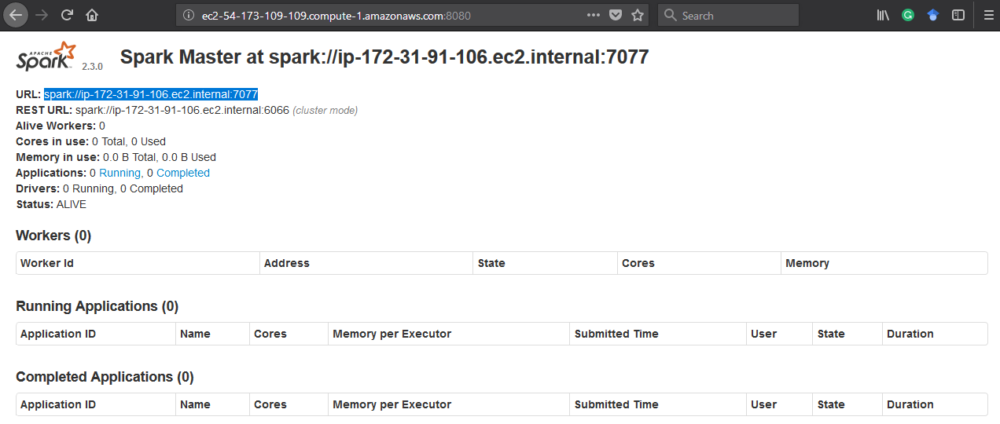 ec2-54-173-109-109.compute-1.amazonaws.com:8080 Search
APACHE Spark 2.3.0 Spark Master at spark://ip-172-31-91-106.ec2.internal:7077
URL: spark://ip-172-31-91-106.ec2.internal:7077
REST URL: spark://ip-172-31-91-106.ec2.internal:6066 (cluster mode)
Alive Workers: 0
Cores in use: 0 Total, 0 Used
Memory in use: 0.0 B Total, 0.0 B Used
Applications: 0 Running, 0 Completed
Drivers: 0 Running, 0 Completed
Status: ALIVE
Workers (0)
Worker Id Address State Cores Memory
Running Applications (0)
Application ID Name Cores Memory per Executor Submitted Time User State Duration
Completed Applications (0)
Application ID Name Cores Memory per Executor Submitted Time User State Duration